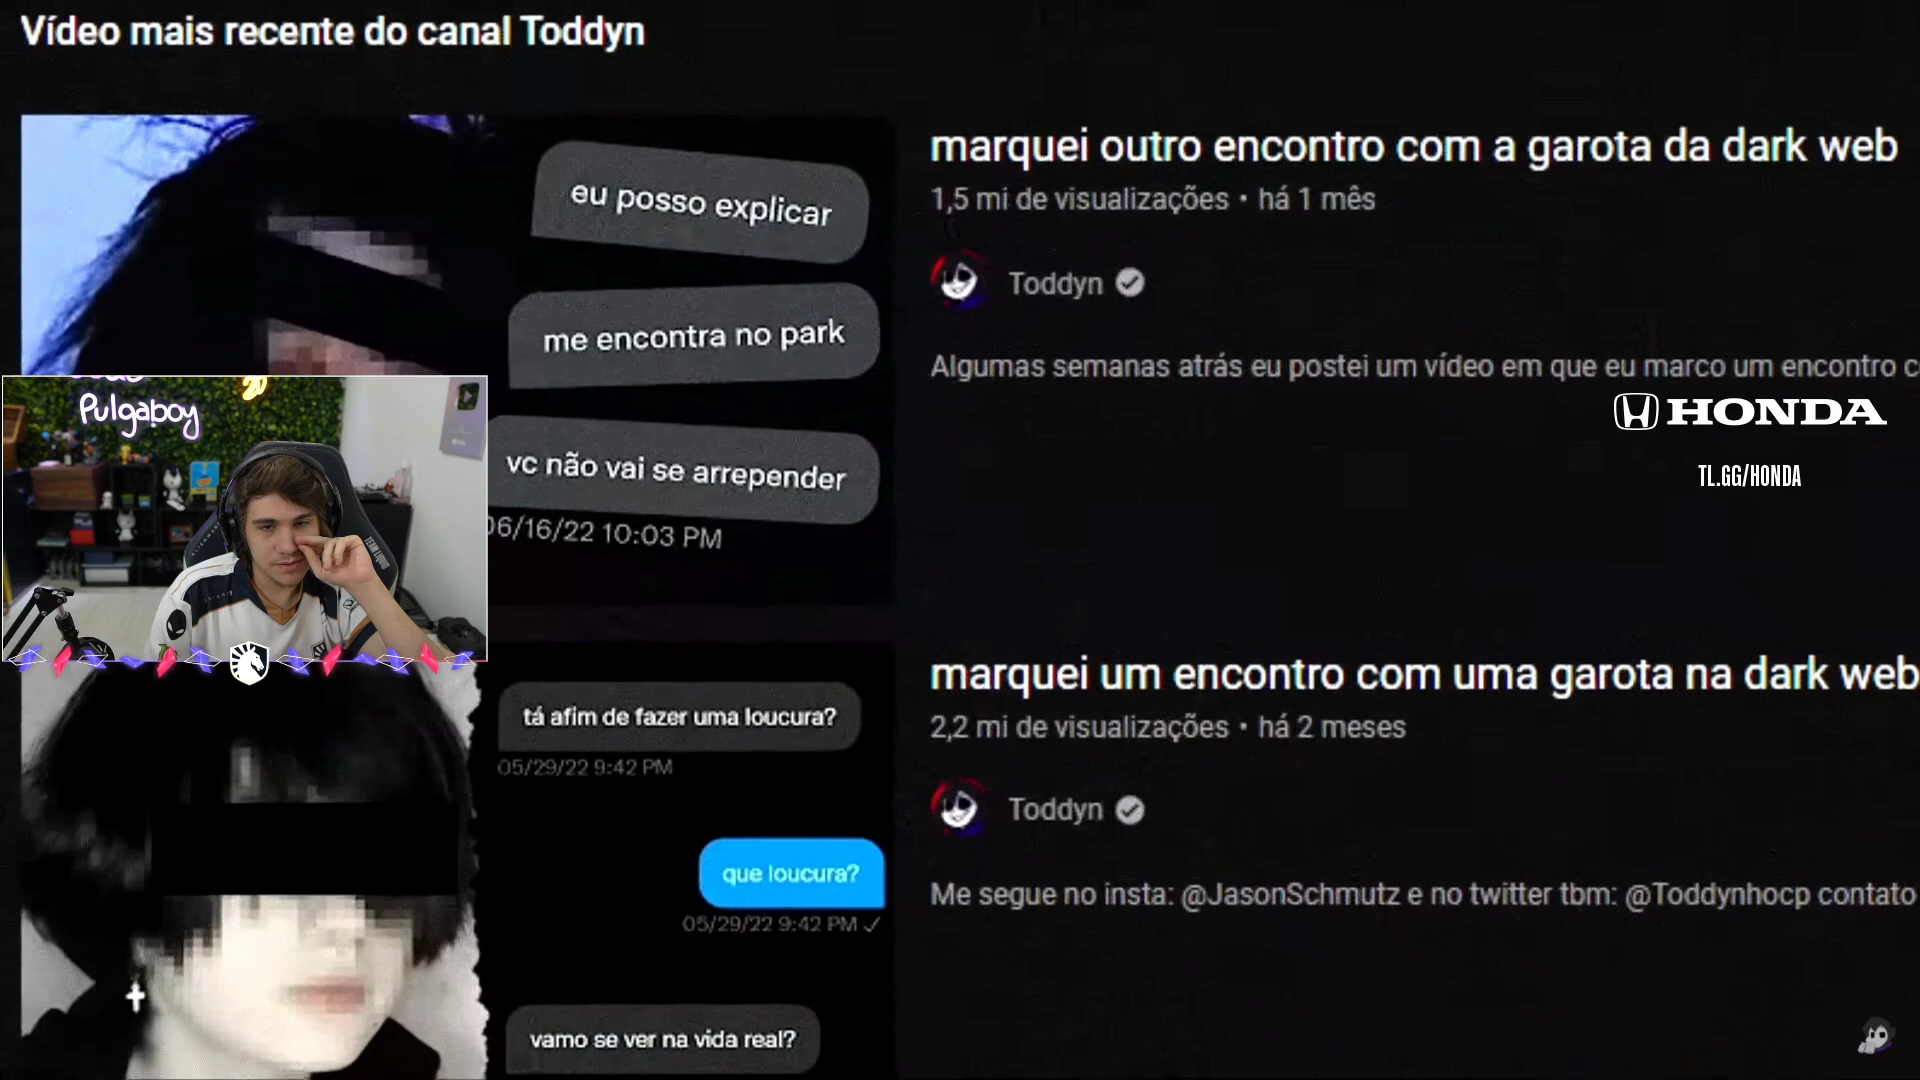 Vídeo mais recente do canal Toddyn
eu posso explicar
me encontra no park
vc não vai se arrepender
06/16/22 10:03 PM
marquei outro encontro com a garota da dark web
1,5 mi de visualizações • há 1 mês
Toddyn
Algumas semanas atrás eu postei um vídeo em que eu marco um encontro c
HONDA
TL.GG/HONDA
Pulgaboy
TEAM LIQUID
tá afim de fazer uma loucura?
05/29/22 9:42 PM
que loucura?
05/29/22 9:42 PM
vamo se ver na vida real?
marquei um encontro com uma garota na dark web
2,2 mi de visualizações • há 2 meses
Toddyn
Me segue no insta: @JasonSchmutz e no twitter tbm: @Toddynhocp contato